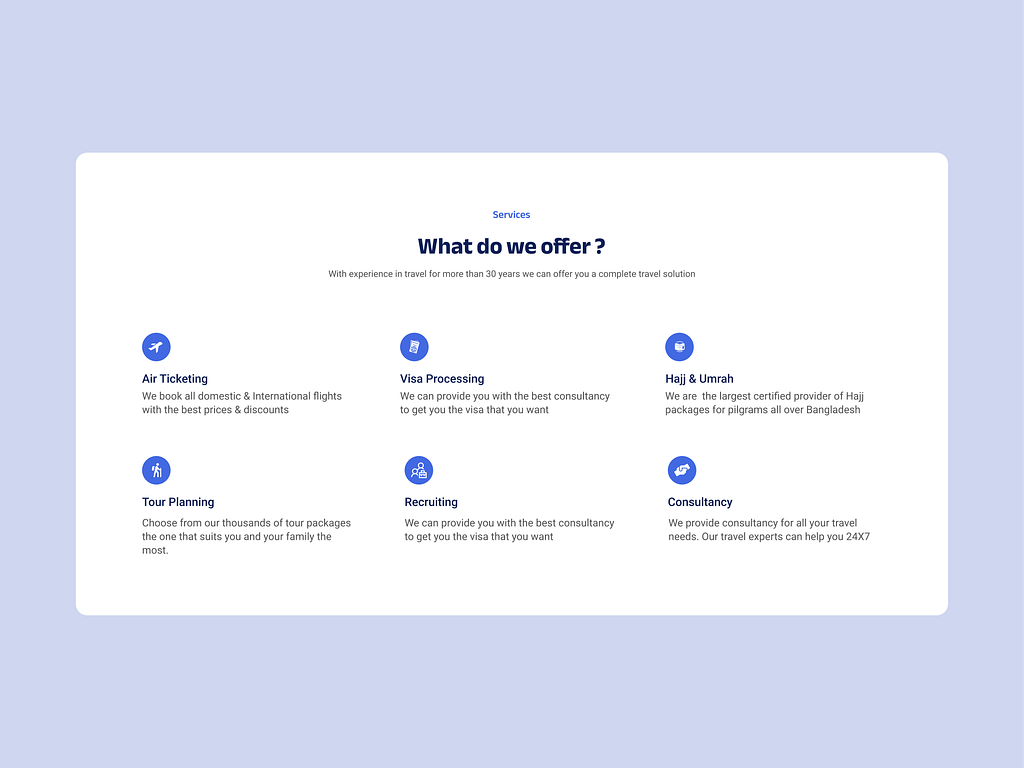 Services
What do we offer ?
With experience in travel for more than 30 years we can offer you a complete travel solution
Air Ticketing
We book all domestic & International flights
with the best prices & discounts
Visa Processing
We can provide you with the best consultancy
to get you the visa that you want
Hajj & Umrah
We are  the largest certified provider of Hajj
packages for pilgrams all over Bangladesh
Tour Planning
Choose from our thousands of tour packages
the one that suits you and your family the
most.
Recruiting
We can provide you with the best consultancy
to get you the visa that you want
Consultancy
We provide consultancy for all your travel
needs. Our travel experts can help you 24X7